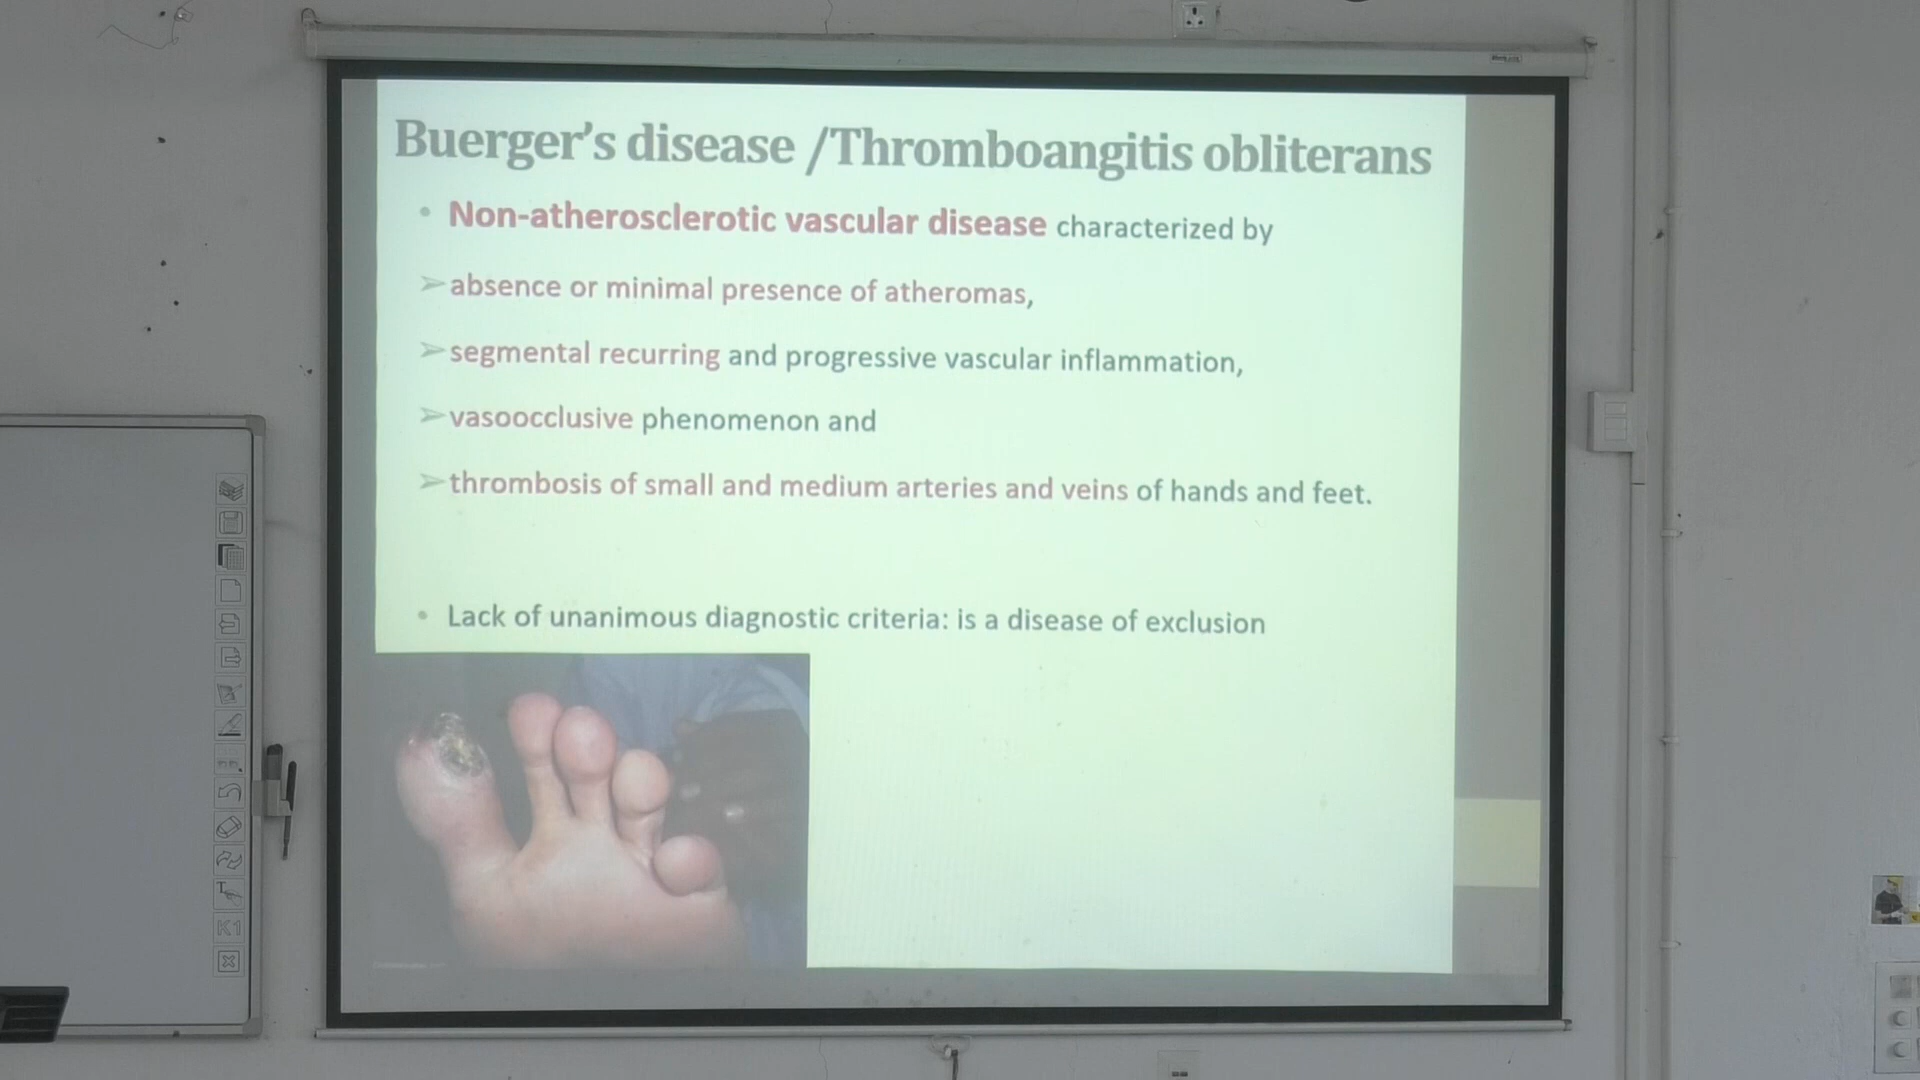 Buerger's disease /Thromboangitis obliterans
• Non-atherosclerotic vascular disease characterized by
➢absence or minimal presence of atheromas,
➢segmental recurring and progressive vascular inflammation,
➢vasoocclusive phenomenon and
➢thrombosis of small and medium arteries and veins of hands and feet.
• Lack of unanimous diagnostic criteria: is a disease of exclusion
T
K1